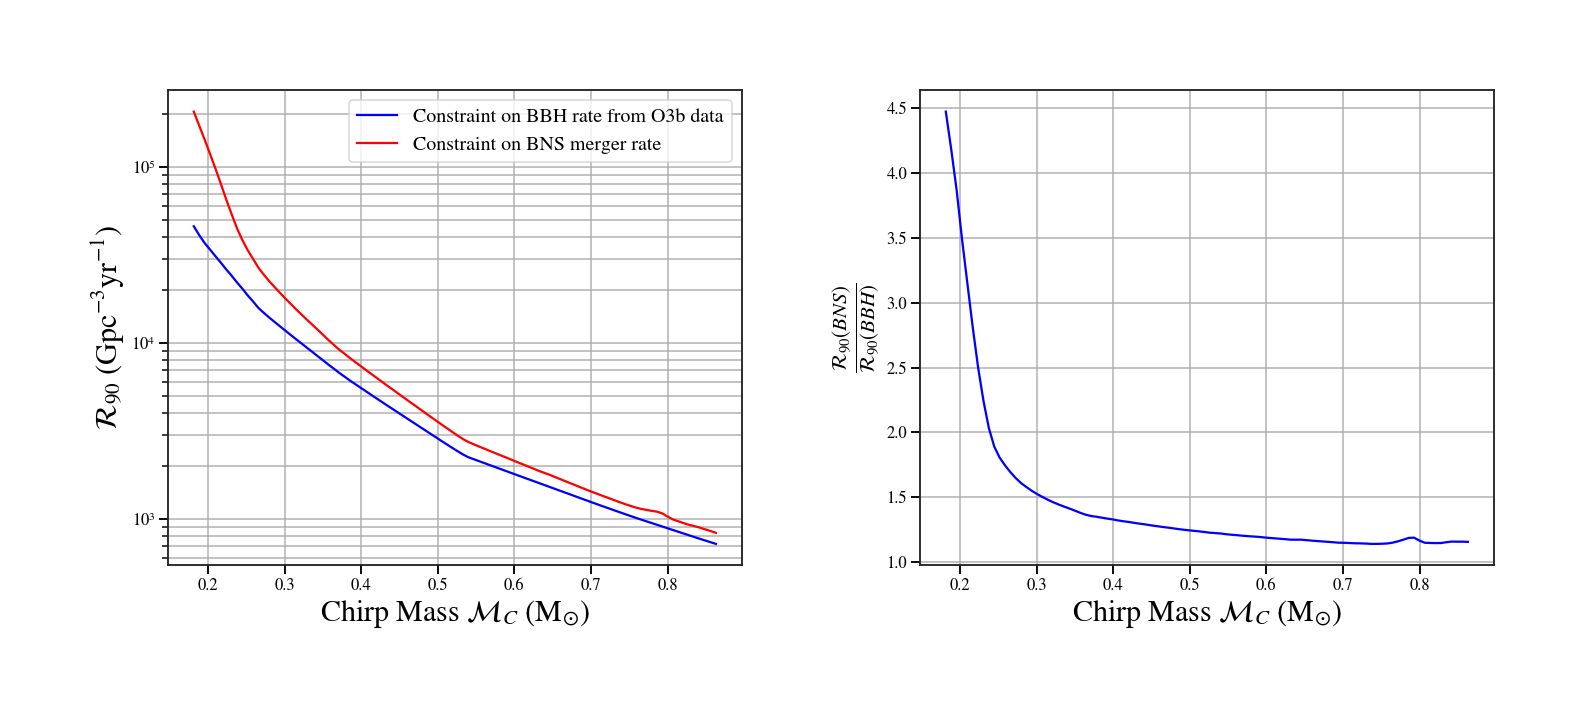 Constraint on BBH rate from O3b data
Constraint on BNS merger rate
10⁵
10⁴
10³
ℛ₉₀ (Gpc⁻³yr⁻¹)
0.2 0.3 0.4 0.5 0.6 0.7 0.8
Chirp Mass ℳ_C (M⊙)
4.5
4.0
3.5
3.0
2.5
2.0
1.5
1.0
ℛ₉₀(BNS)
ℛ₉₀(BBH)
0.2 0.3 0.4 0.5 0.6 0.7 0.8
Chirp Mass ℳ_C (M⊙)